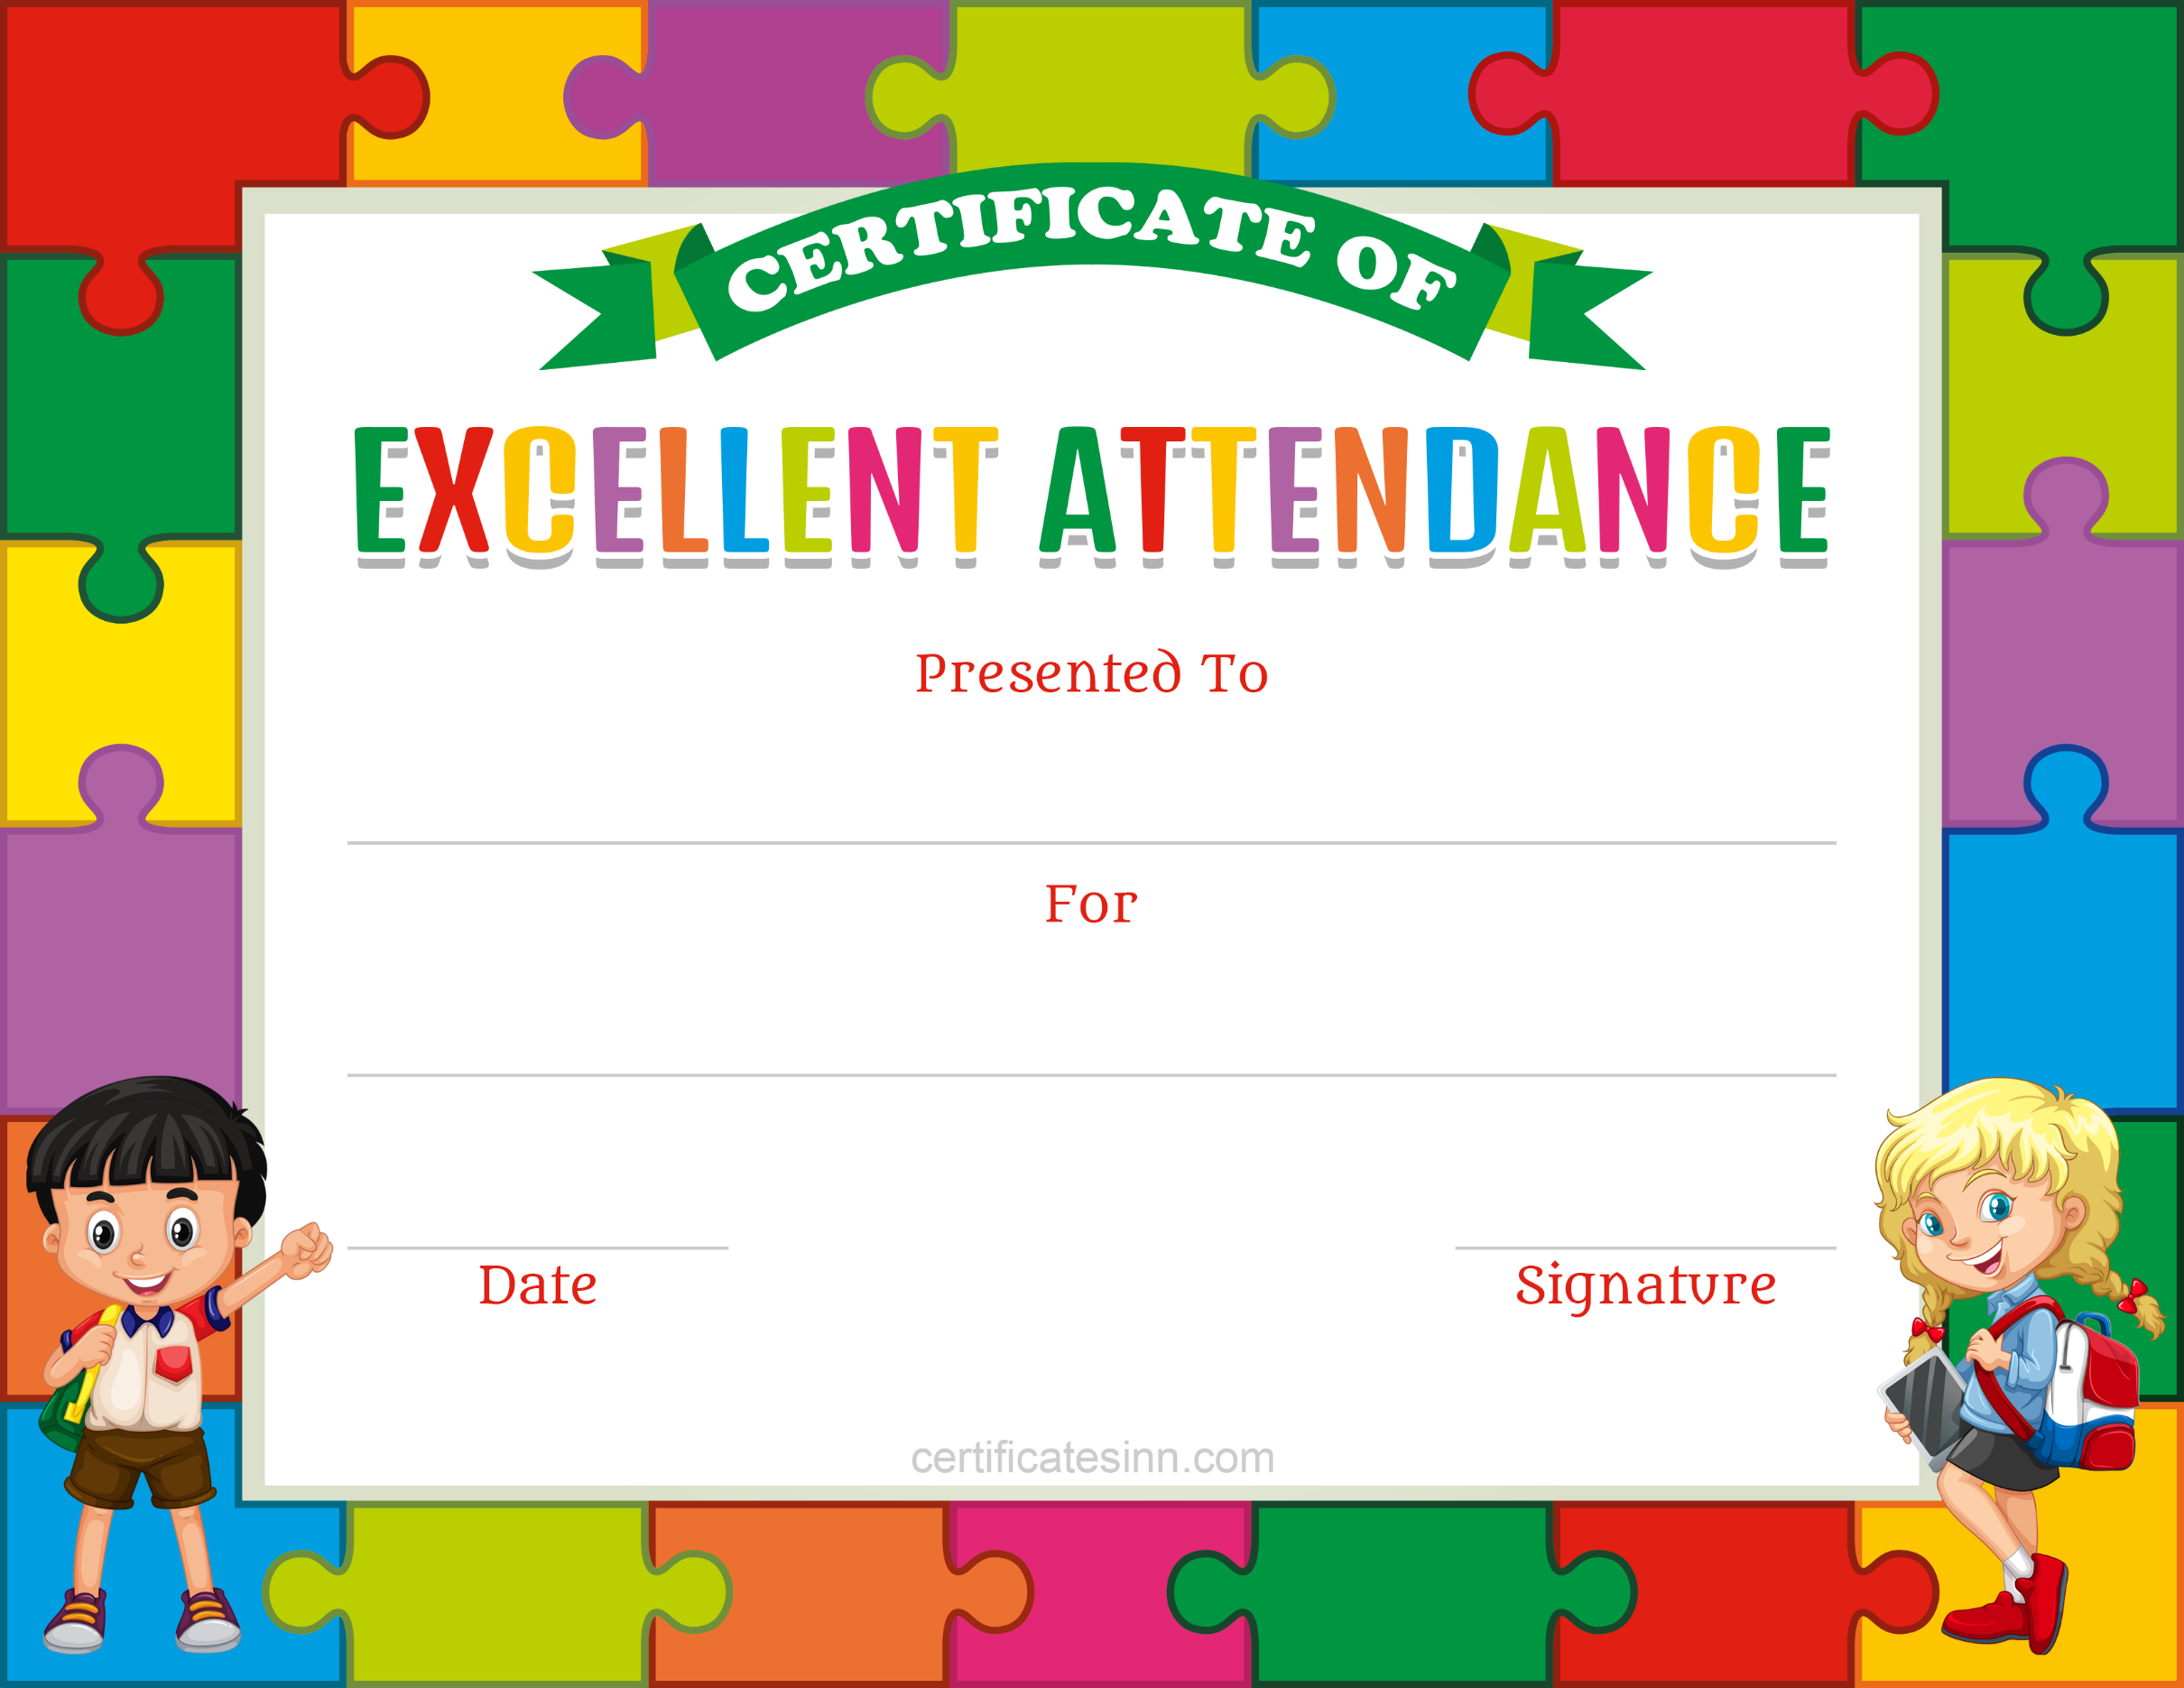 CERTIFICATE OF
EXCELLENT ATTENDANCE
Presented To
For
Date
Signature
certificatesinn.com